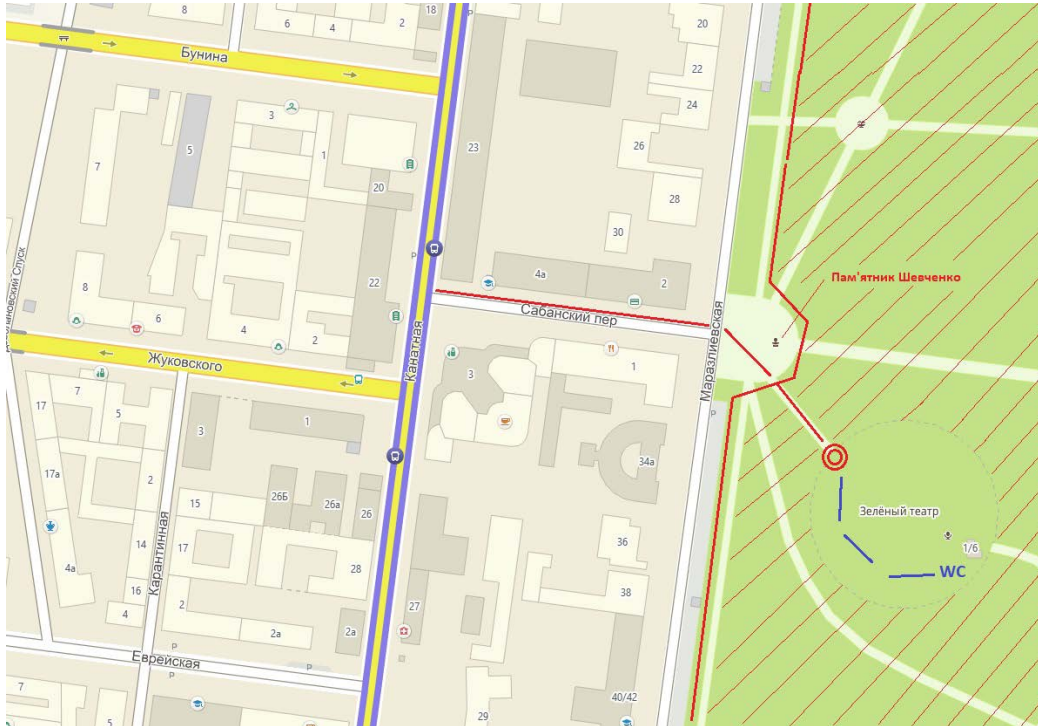 8
6
4
2
18
P
20
Бунина
22
3
5
7
1
23
24
26
20
28
30
P
4а
2
Пам'ятник Шевченко
8
22
6
4
2
Сабанский пер
Жуковского
Канатная
Маразлиевская
3
1
P
7
17
5
3
1
34а
17а
2
26Б
26а
26
15
Зелёный театр
14
17
28
36
1/6
WC
4а
Карантинная
16
38
4
2
27
2а
2а
P
Еврейская
P
P
7
5
29
40/42